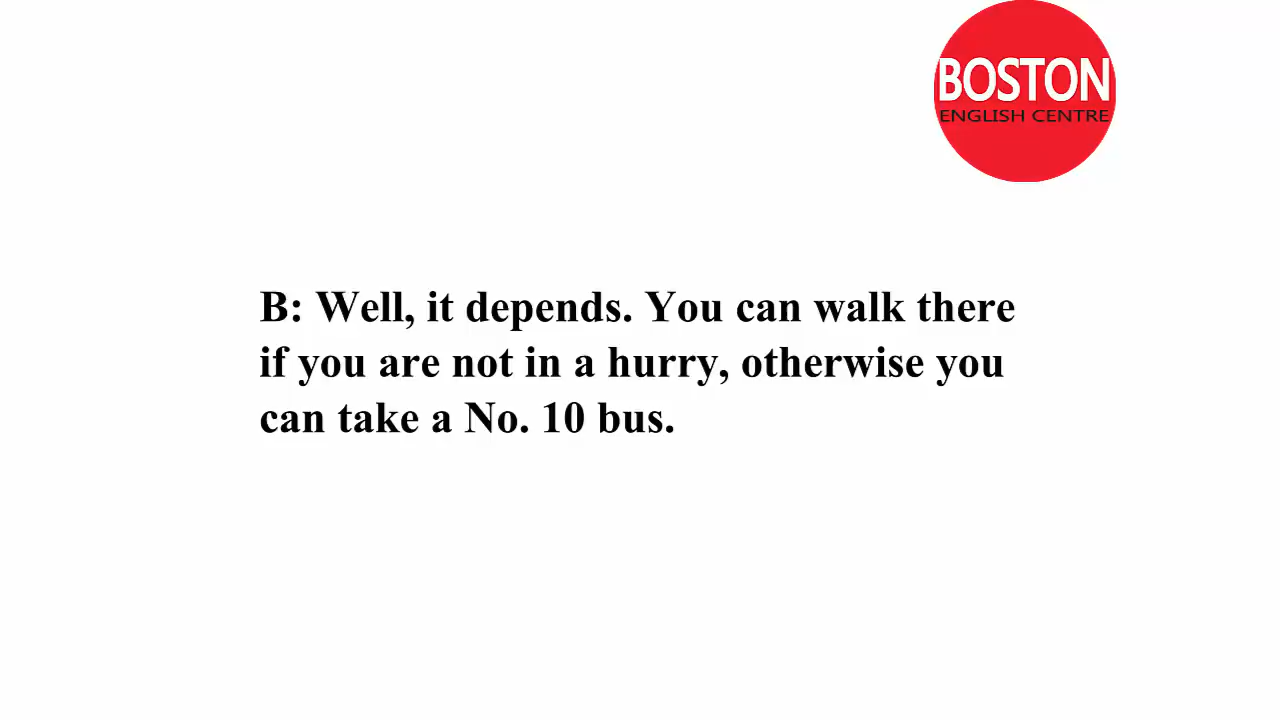 BOSTON
ENGLISH CENTRE
B: Well, it depends. You can walk there
if you are not in a hurry, otherwise you
can take a No. 10 bus.